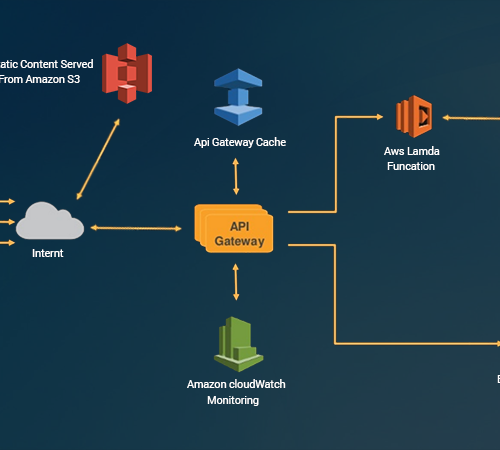 atic Content Served
From Amazon S3
Api Gateway Cache
Aws Lamda
Funcation
API
Gateway
Internt
Amazon cloudWatch
Monitoring